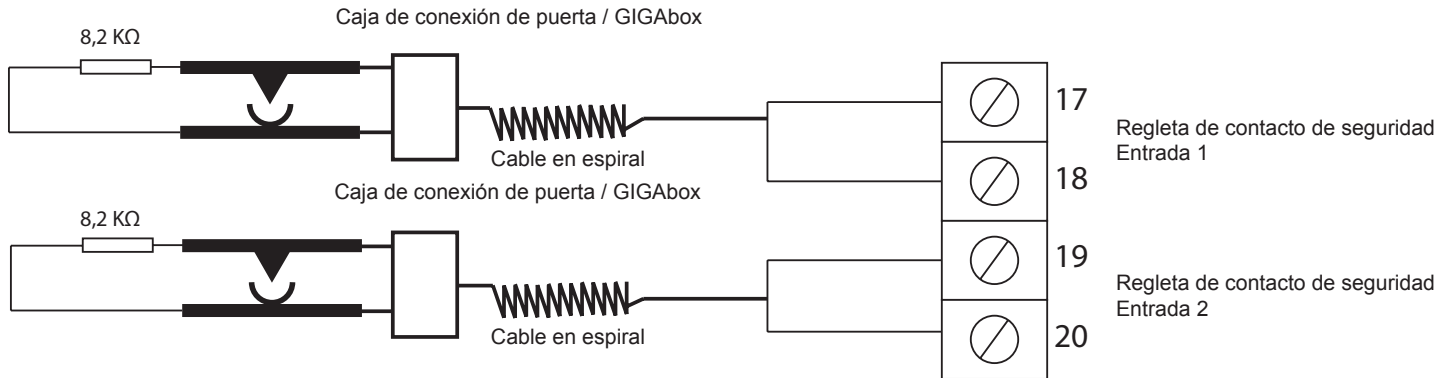 Caja de conexión de puerta / GIGAbox
8,2 KΩ
17
Regleta de contacto de seguridad
Entrada 1
Cable en espiral
18
Caja de conexión de puerta / GIGAbox
8,2 KΩ
19
Regleta de contacto de seguridad
Entrada 2
Cable en espiral
20